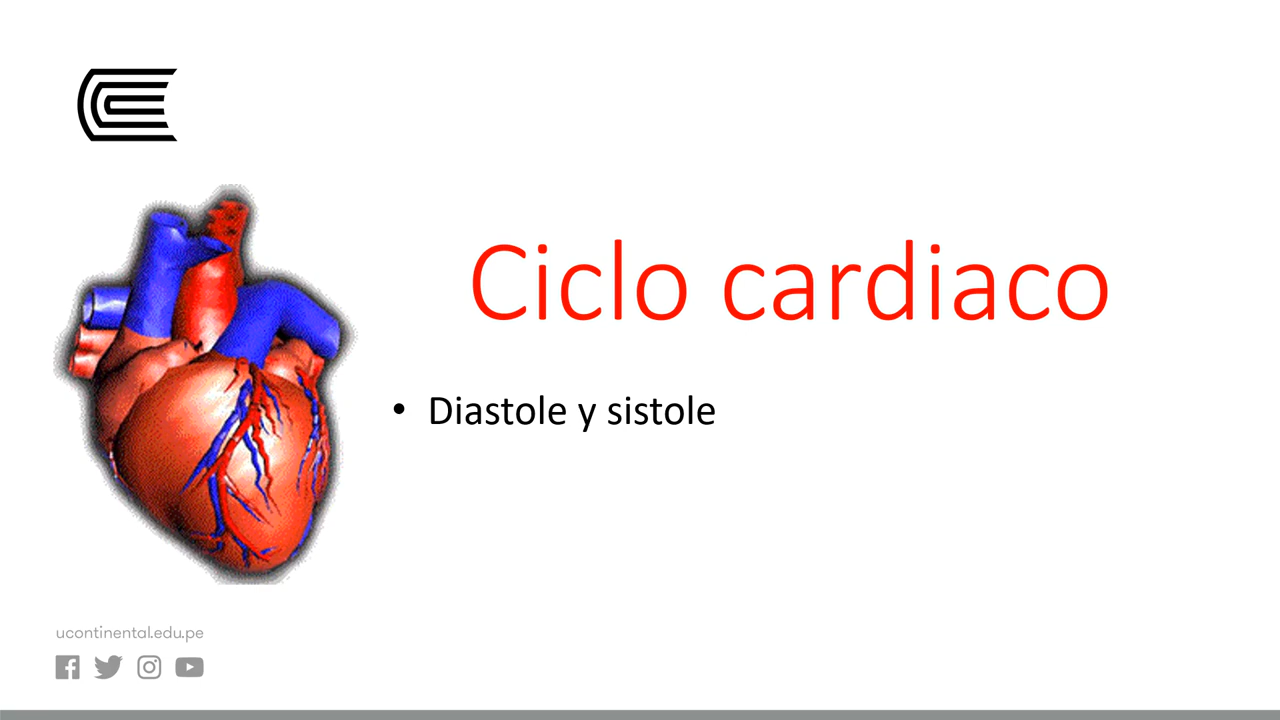 Ciclo cardiaco
• Diastole y sistole
ucontinental.edu.pe